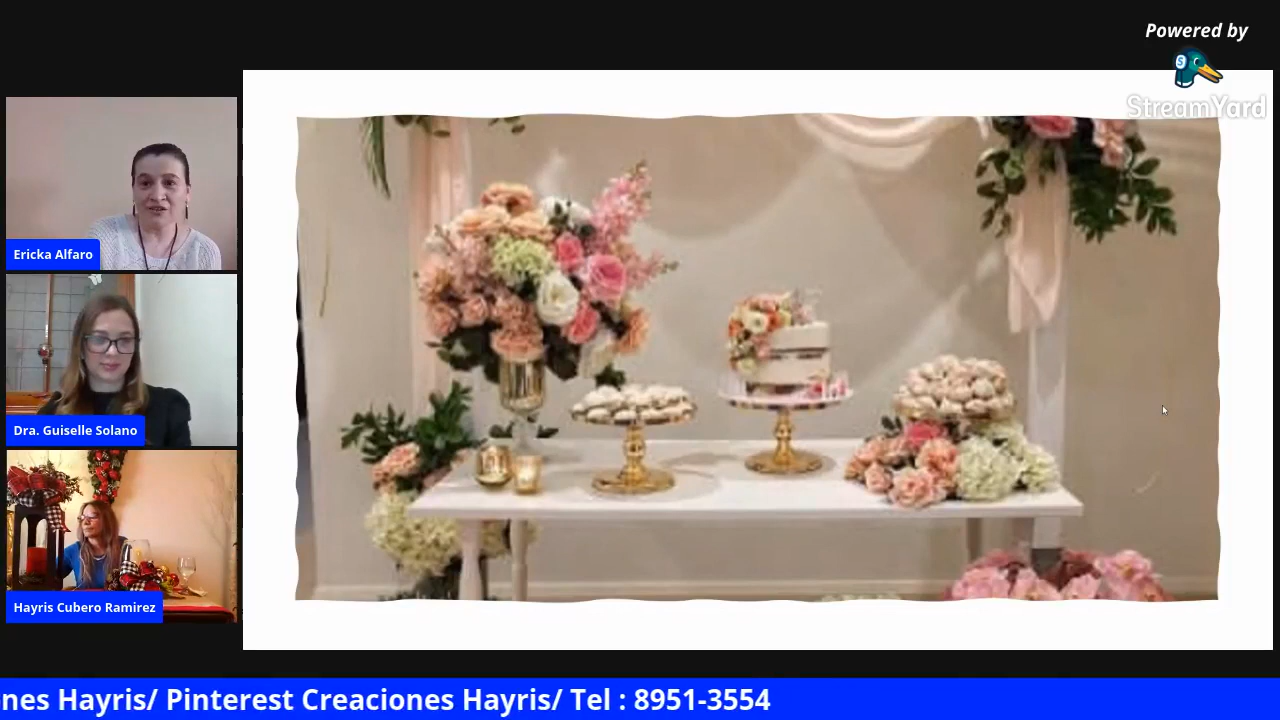 Powered by
StreamYard
Ericka Alfaro
Dra. Guiselle Solano
Hayris Cubero Ramirez
nes Hayris/ Pinterest Creaciones Hayris/ Tel : 8951-3554